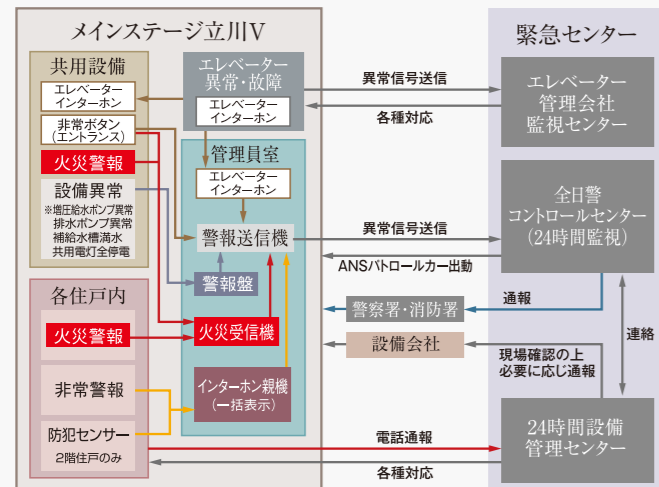 メインステージ立川V
緊急センター
共用設備
エレベーター
インターホン
非常ボタン
（エントランス）
火災警報
設備異常
※増圧給水ポンプ異常
排水ポンプ異常
補給水槽満水
共用電灯全停電
エレベーター
異常・故障
エレベーター
インターホン
管理員室
エレベーター
インターホン
警報送信機
警報盤
火災受信機
インターホン親機
（一括表示）
各住戸内
火災警報
非常警報
防犯センサー
2階住戸のみ
異常信号送信
各種対応
異常信号送信
ANSパトロールカー出動
通報
警察署・消防署
設備会社
現場確認の上
必要に応じ通報
連絡
電話通報
各種対応
エレベーター
管理会社
監視センター
全日警
コントロールセンター
（24時間監視）
24時間設備
管理センター